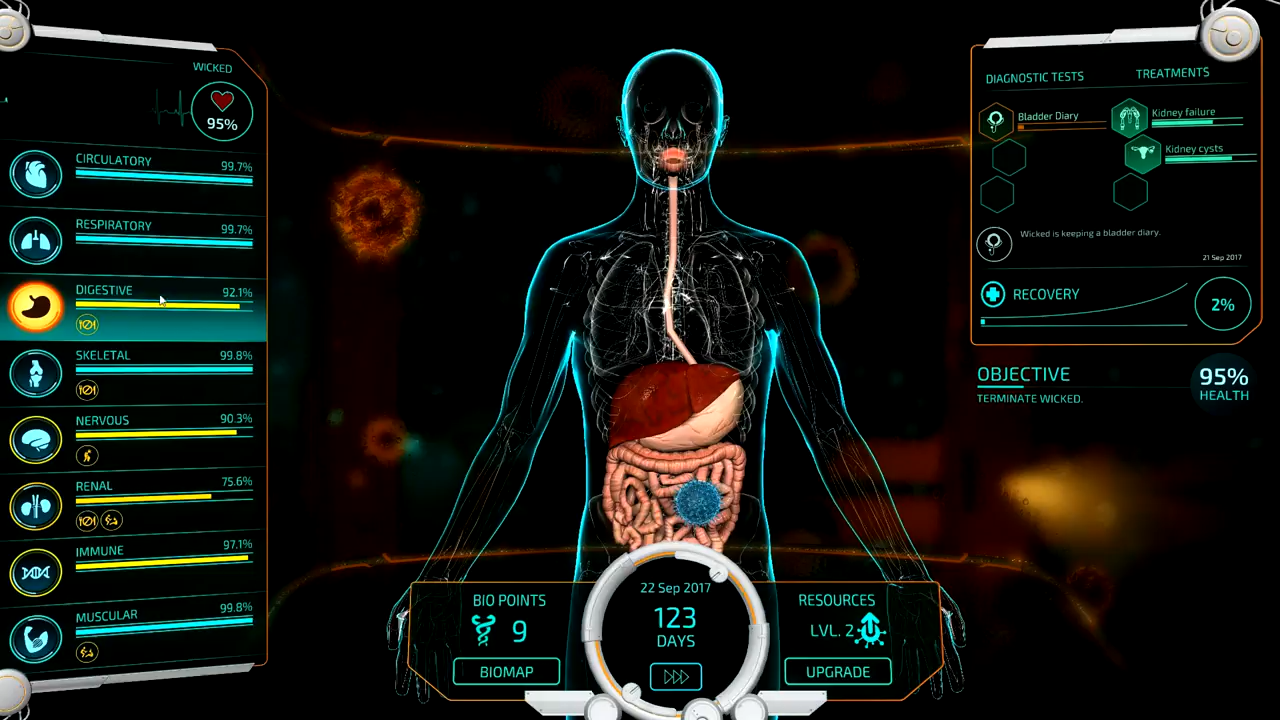 WICKED
95%
CIRCULATORY 99.7%
RESPIRATORY 99.7%
DIGESTIVE 92.1%
SKELETAL 99.8%
NERVOUS 90.3%
RENAL 75.6%
IMMUNE 97.1%
MUSCULAR 99.8%
DIAGNOSTIC TESTS TREATMENTS
Bladder Diary Kidney failure
Kidney cysts
Wicked is keeping a bladder diary.
21 Sep 2017
RECOVERY 2%
OBJECTIVE 95%
TERMINATE WICKED. HEALTH
BIO POINTS
9
BIOMAP
22 Sep 2017
123
DAYS
RESOURCES
LVL. 2
UPGRADE